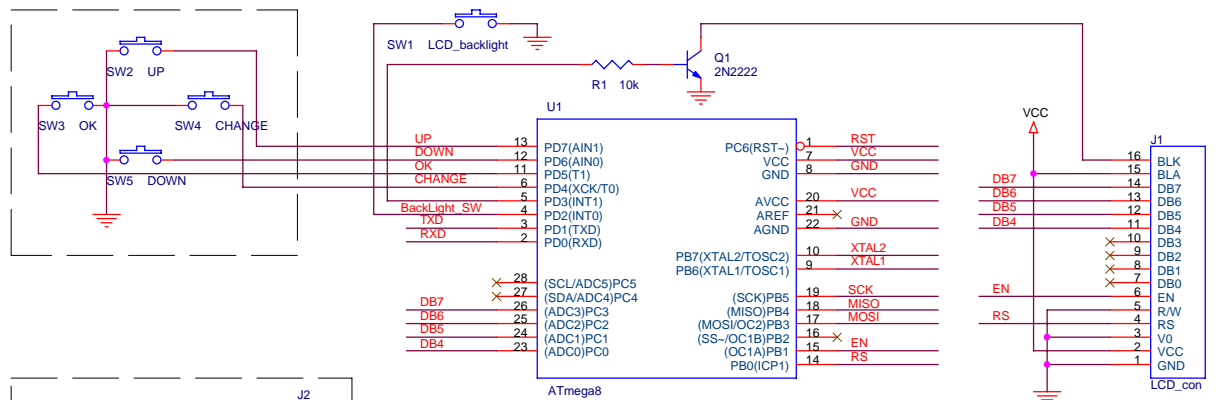 SW1 LCD_backlight
SW2 UP
Q1
2N2222
R1 10k
SW3 OK
SW4 CHANGE
SW5 DOWN
U1
VCC
J1
UP 13 PD7(AIN1)
DOWN 12 PD6(AIN0)
OK 11 PD5(T1)
CHANGE 6 PD4(XCK/T0)
5 PD3(INT1)
BackLight_SW 4 PD2(INT0)
TXD 3 PD1(TXD)
RXD 2 PD0(RXD)
28 (SCL/ADC5)PC5
27 (SDA/ADC4)PC4
DB7 26 (ADC3)PC3
DB6 25 (ADC2)PC2
DB5 24 (ADC1)PC1
DB4 23 (ADC0)PC0
PC6(RST~) 1 RST
VCC 7 VCC
GND 8 GND
AVCC 20 VCC
AREF 21
AGND 22 GND
PB7(XTAL2/TOSC2) 10 XTAL2
PB6(XTAL1/TOSC1) 9 XTAL1
(SCK)PB5 19 SCK
(MISO)PB4 18 MISO
(MOSI/OC2)PB3 17 MOSI
(SS~/OC1B)PB2 16
(OC1A)PB1 15 EN
PB0(ICP1) 14 RS
ATmega8
16 BLK
15 BLA
DB7 14 DB7
DB6 13 DB6
DB5 12 DB5
DB4 11 DB4
10 DB3
9 DB2
8 DB1
7 DB0
EN 6 EN
5 R/W
RS 4 RS
3 V0
2 VCC
1 GND
LCD_con
J2